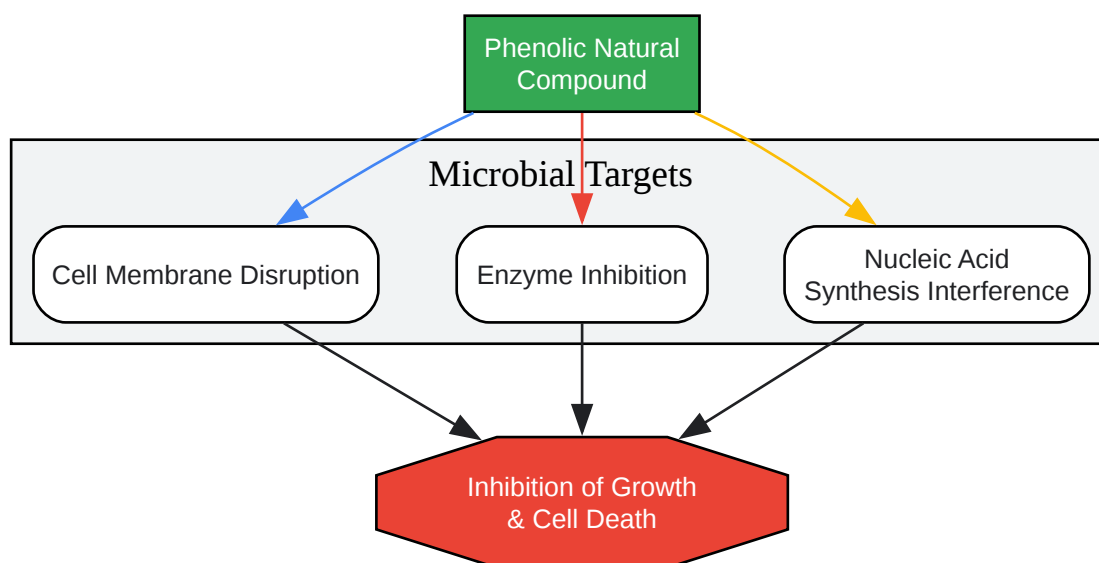 Phenolic Natural
Compound
Microbial Targets
Cell Membrane Disruption
Enzyme Inhibition
Nucleic Acid
Synthesis Interference
Inhibition of Growth
& Cell Death